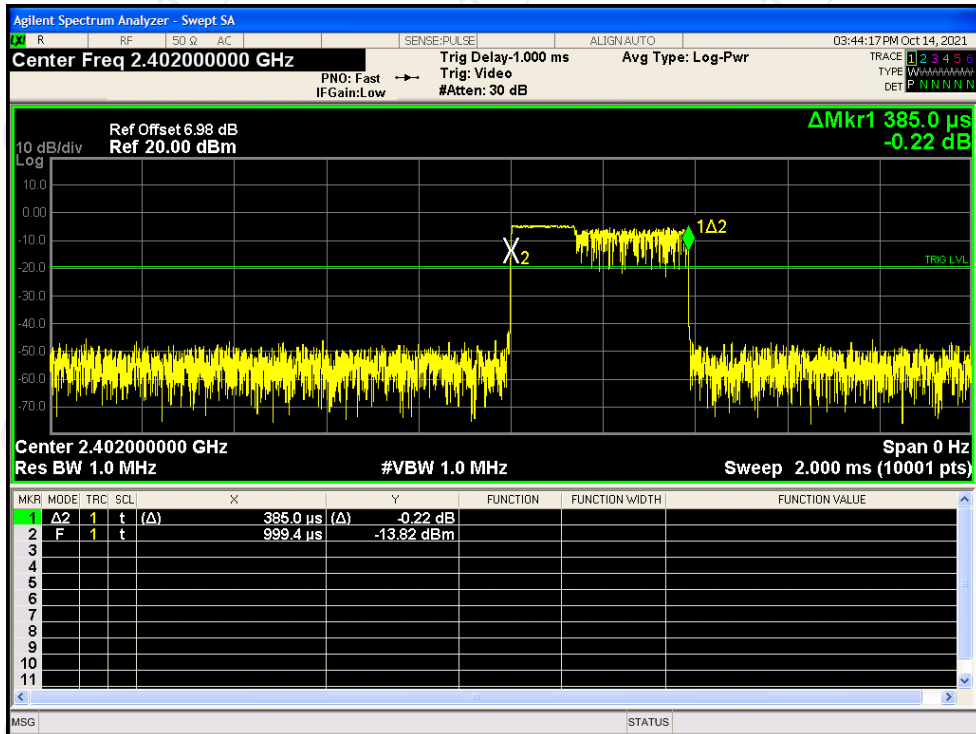 Agilent Spectrum Analyzer - Swept SA
LXI R RF 50 Ω AC SENSE:PULSE ALIGN AUTO 03:44:17 PM Oct 14, 2021
Center Freq 2.402000000 GHz
PNO: Fast
IFGain:Low
Trig Delay-1.000 ms
Trig: Video
#Atten: 30 dB
Avg Type: Log-Pwr
TRACE 1 2 3 4 5 6
TYPE W
DET P N N N N N
ΔMkr1 385.0 µs
-0.22 dB
Ref Offset 6.98 dB
10 dB/div Ref 20.00 dBm
Log
10.0
0.00
-10.0
-20.0
-30.0
-40.0
-50.0
-60.0
-70.0
1Δ2
X2
TRIG LVL
Center 2.402000000 GHz Span 0 Hz
Res BW 1.0 MHz #VBW 1.0 MHz Sweep 2.000 ms (10001 pts)
MKR MODE TRC SCL X Y FUNCTION FUNCTION WIDTH FUNCTION VALUE
1 Δ2 1 t (Δ) 385.0 µs (Δ) -0.22 dB
2 F 1 t 999.4 µs -13.82 dBm
3
4
5
6
7
8
9
10
11
MSG STATUS